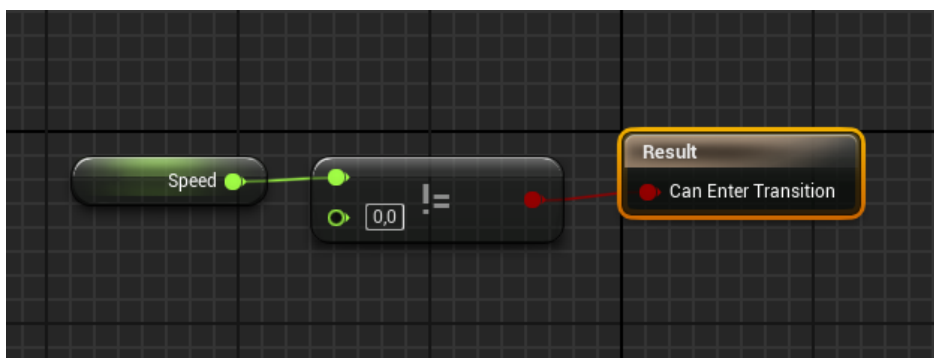 Speed
0,0
!=
Result
Can Enter Transition